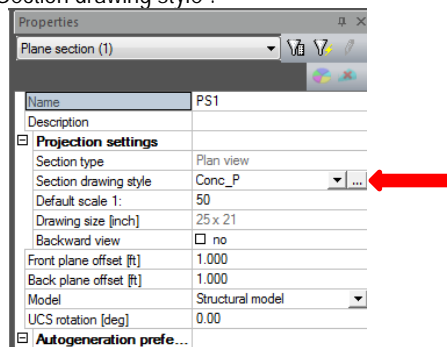 Section drawing style :
Properties
Plane section (1)
Name PS1
Description
Projection settings
Section type Plan view
Section drawing style Conc_P ...
Default scale 1: 50
Drawing size [inch] 25 x 21
Backward view no
Front plane offset [ft] 1.000
Back plane offset [ft] 1.000
Model Structural model
UCS rotation [deg] 0.00
Autogeneration prefe...